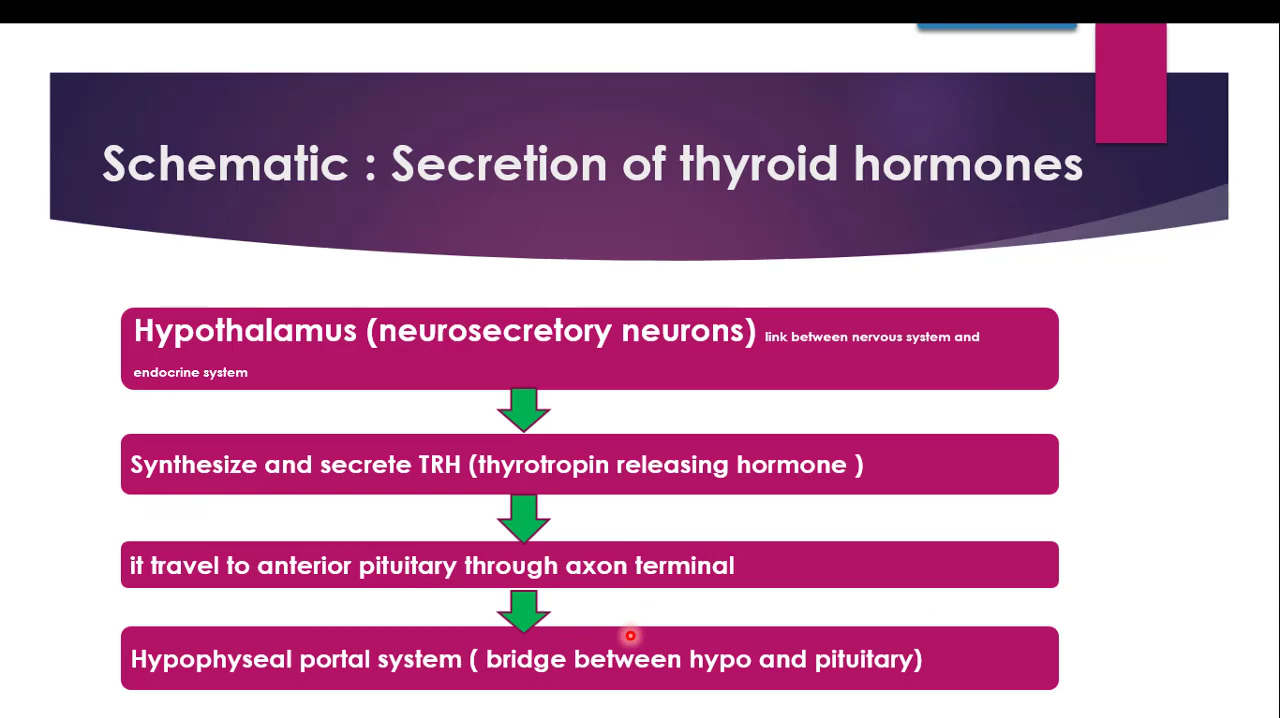 Schematic : Secretion of thyroid hormones
Hypothalamus (neurosecretory neurons) link between nervous system and
endocrine system
Synthesize and secrete TRH (thyrotropin releasing hormone )
it travel to anterior pituitary through axon terminal
Hypophyseal portal system ( bridge between hypo and pituitary)